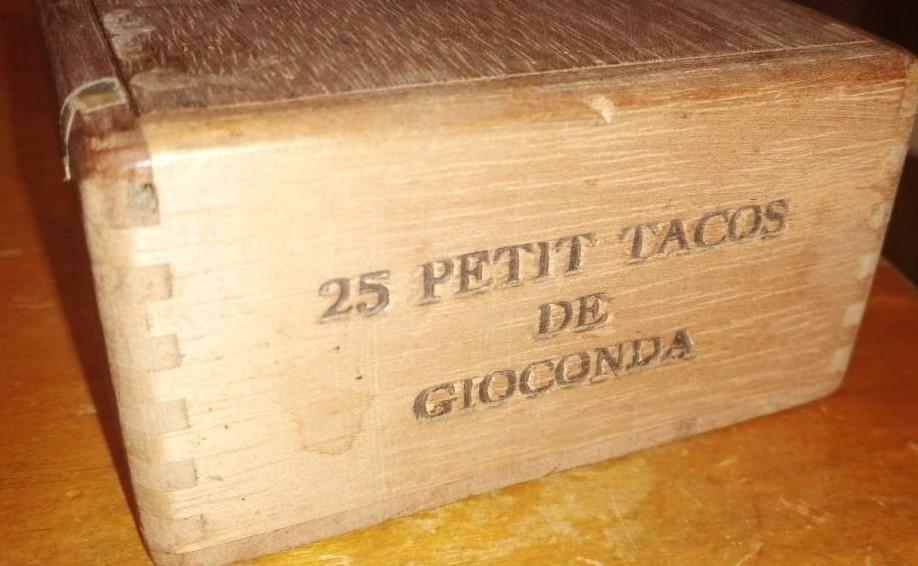 25 PETIT TACOS
DE
GIOCONDA